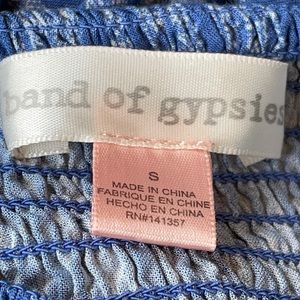 band of gypsies
S
MADE IN CHINA
FABRIQUE EN CHINE
HECHO EN CHINA
RN#141357